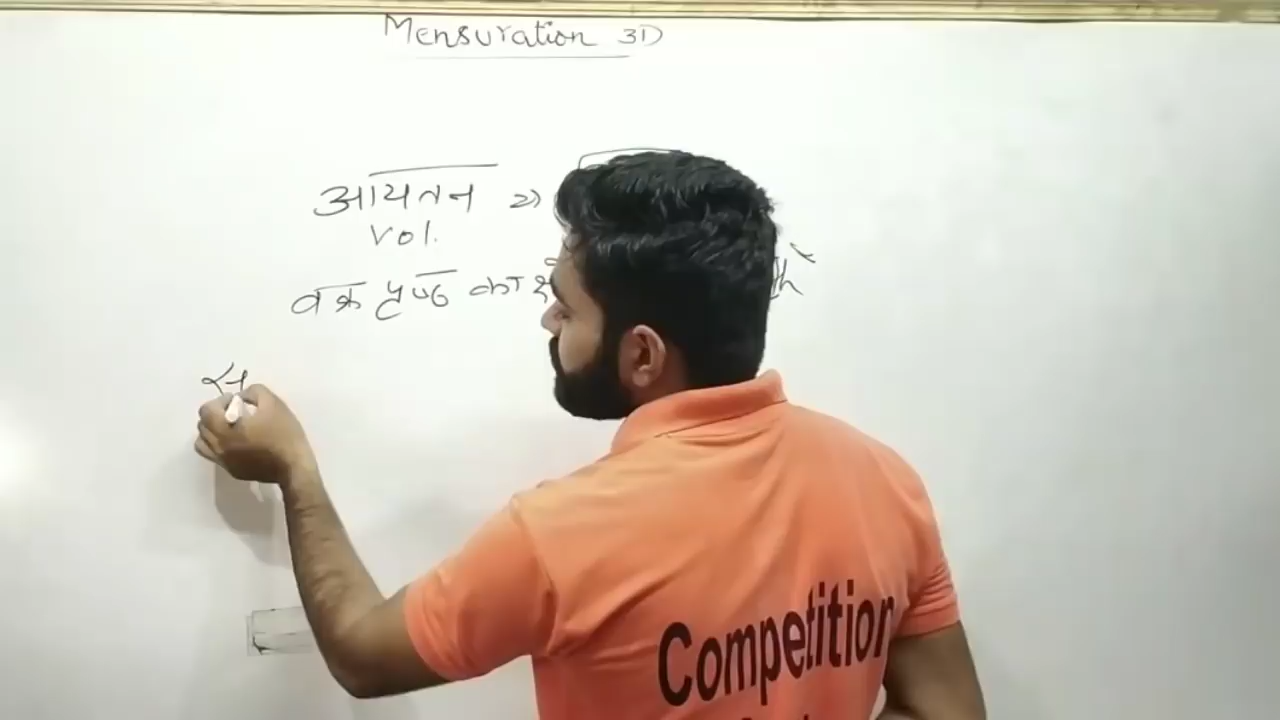 Mensuration 3D
आयतन ⇒
Vol.
वक्र पृष्ठ का
Competition